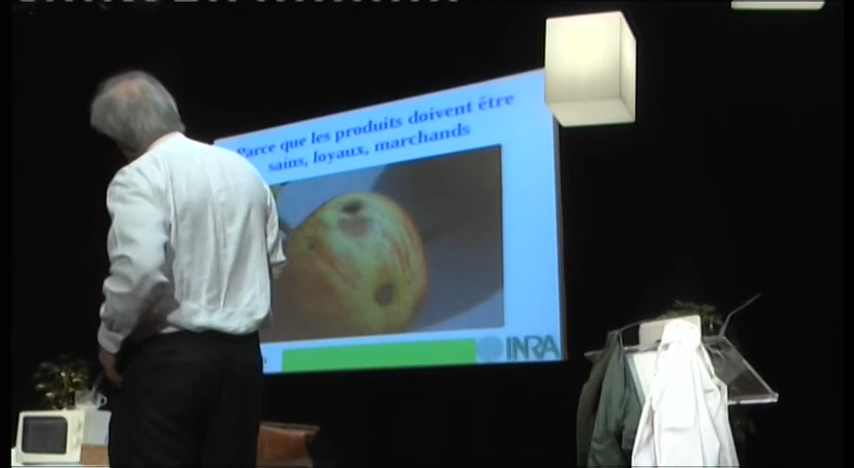 Parce que les produits doivent être
sains, loyaux, marchands
INRA